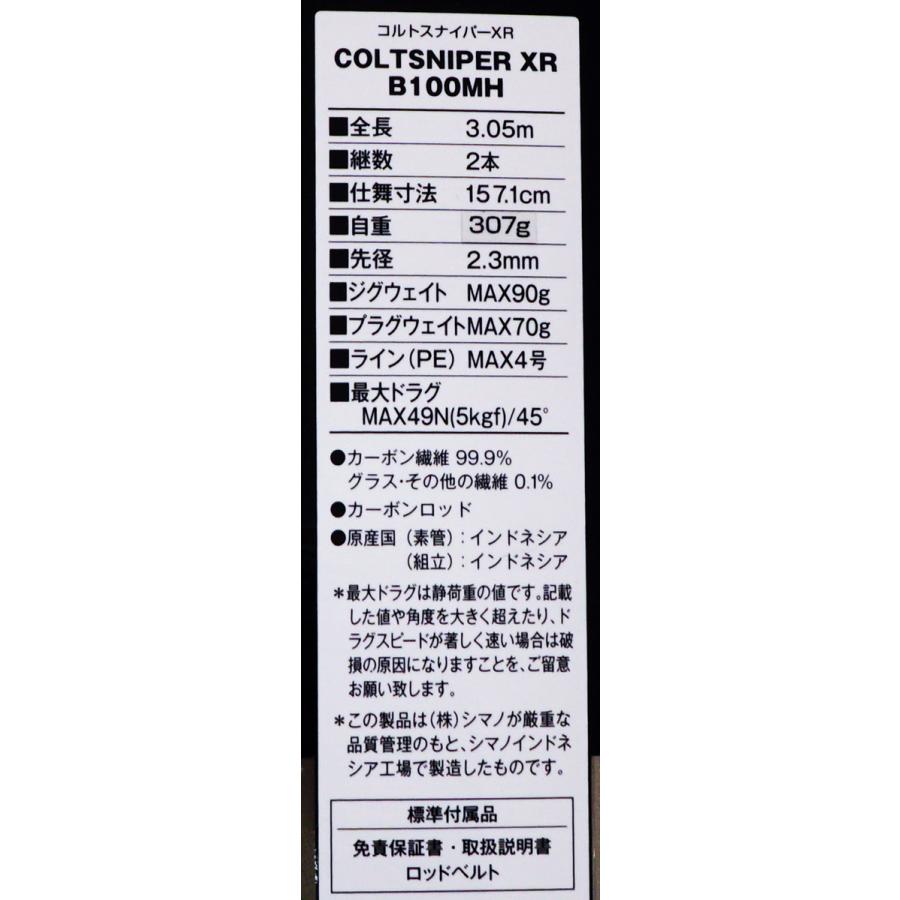 コルトスナイパーXR
COLTSNIPER XR
B100MH
■全長 3.05m
■継数 2本
■仕舞寸法 157.1cm
■自重 307g
■先径 2.3mm
■ジグウェイト MAX90g
■プラグウェイトMAX70g
■ライン(PE) MAX4号
■最大ドラグ
MAX49N(5kgf)/45°
●カーボン繊維 99.9%
グラス・その他の繊維 0.1%
●カーボンロッド
●原産国(素管):インドネシア
(組立):インドネシア
*最大ドラグは静荷重の値です。記載
した値や角度を大きく超えたり、ド
ラグスピードが著しく速い場合は破
損の原因になりますことを、ご留意
お願い致します。
*この製品は(株)シマノが厳重な
品質管理のもと、シマノインドネ
シア工場で製造したものです。
標準付属品
免責保証書・取扱説明書
ロッドベルト